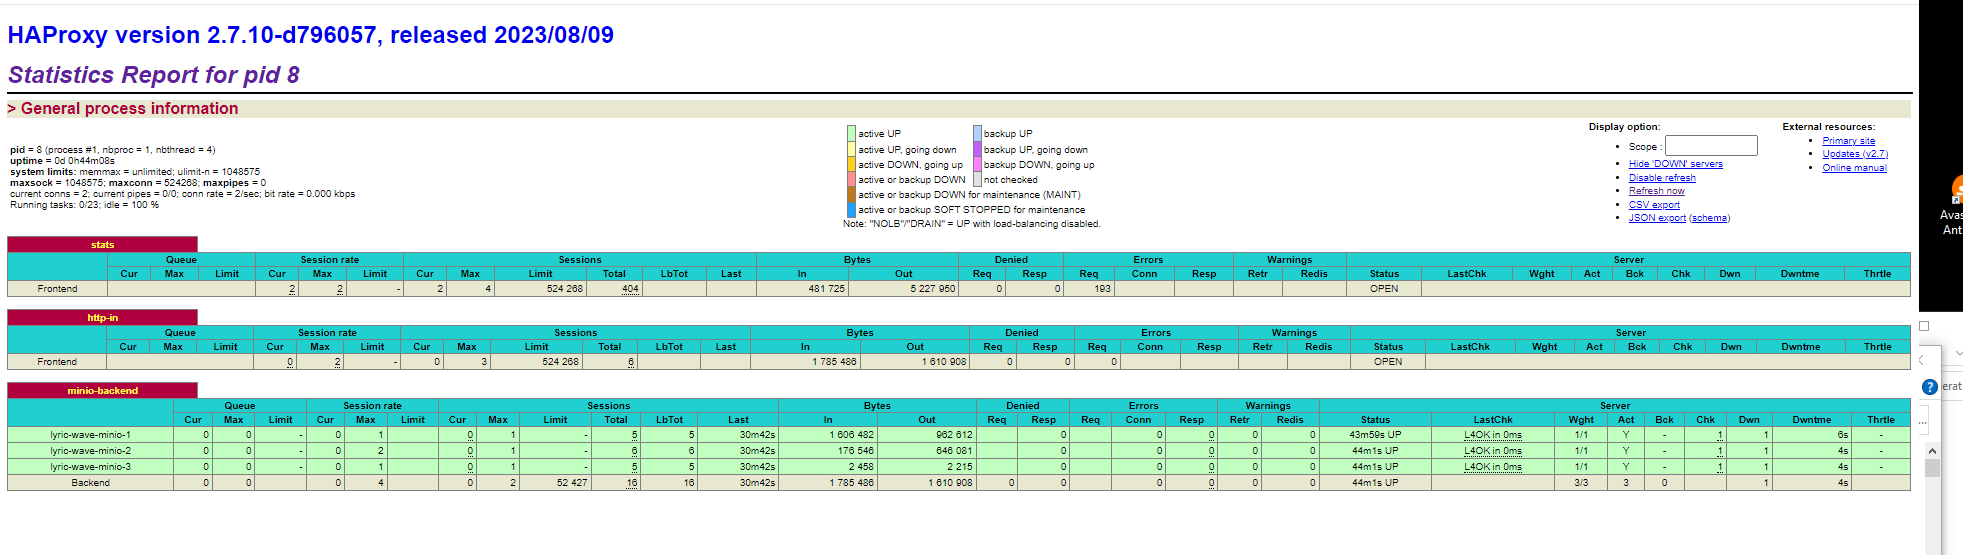 HAProxy version 2.7.10-d796057, released 2023/08/09
Statistics Report for pid 8
> General process information
pid = 8 (process #1, nbproc = 1, nbthread = 4)
uptime = 0d 0h44m08s
system limits: memmax = unlimited; ulimit-n = 1048575
maxsock = 1048575; maxconn = 524268; maxpipes = 0
current conns = 2; current pipes = 0/0; conn rate = 2/sec; bit rate = 0.000 kbps
Running tasks: 0/23; idle = 100 %
active UP backup UP
active UP, going down backup UP, going down
active DOWN, going up backup DOWN, going up
active or backup DOWN not checked
active or backup DOWN for maintenance (MAINT)
active or backup SOFT STOPPED for maintenance
Note: "NOLB"/"DRAIN" = UP with load-balancing disabled.
Display option:
Scope :
Hide 'DOWN' servers
Disable refresh
Refresh now
CSV export
JSON export (schema)
External resources:
Primary site
Updates (v2.7)
Online manual
stats
Queue Session rate Sessions Bytes Denied Errors Warnings Server
Cur Max Limit Cur Max Limit Cur Max Limit Total LbTot Last In Out Req Resp Req Conn Resp Retr Redis Status LastChk Wght Act Bck Chk Dwn Dwntme Thrtle
Frontend 2 2 - 2 4 524 268 404 481 725 5 227 950 0 0 193 OPEN
http-in
Queue Session rate Sessions Bytes Denied Errors Warnings Server
Cur Max Limit Cur Max Limit Cur Max Limit Total LbTot Last In Out Req Resp Req Conn Resp Retr Redis Status LastChk Wght Act Bck Chk Dwn Dwntme Thrtle
Frontend 0 2 - 0 3 524 268 6 1 785 486 1 610 908 0 0 0 OPEN
minio-backend
Queue Session rate Sessions Bytes Denied Errors Warnings Server
Cur Max Limit Cur Max Limit Cur Max Limit Total LbTot Last In Out Req Resp Req Conn Resp Retr Redis Status LastChk Wght Act Bck Chk Dwn Dwntme Thrtle
lyric-wave-minio-1 0 0 - 0 1 0 1 - 5 5 30m42s 1 606 482 962 612 0 0 0 0 0 43m59s UP L4OK in 0ms 1/1 Y - 1 1 6s -
lyric-wave-minio-2 0 0 - 0 2 0 1 - 6 6 30m42s 176 546 646 081 0 0 0 0 0 44m1s UP L4OK in 0ms 1/1 Y - 1 1 4s -
lyric-wave-minio-3 0 0 - 0 1 0 1 - 5 5 30m42s 2 458 2 215 0 0 0 0 0 44m1s UP L4OK in 0ms 1/1 Y - 1 1 4s -
Backend 0 0 0 4 0 2 52 427 16 16 30m42s 1 785 486 1 610 908 0 0 0 0 0 0 44m1s UP 3/3 3 0 1 4s
Avas
Ant
?
erat
...